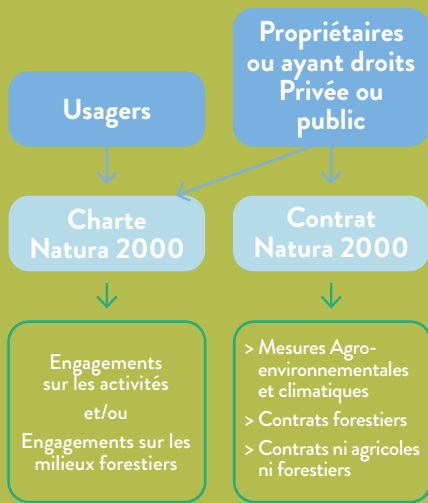 Usagers
Propriétaires
ou ayant droits
Privée ou
public
Charte
Natura 2000
Contrat
Natura 2000
Engagements
sur les activités
et/ou
Engagements sur les
milieux forestiers
> Mesures Agro-
environnementales
et climatiques
> Contrats forestiers
> Contrats ni agricoles
ni forestiers